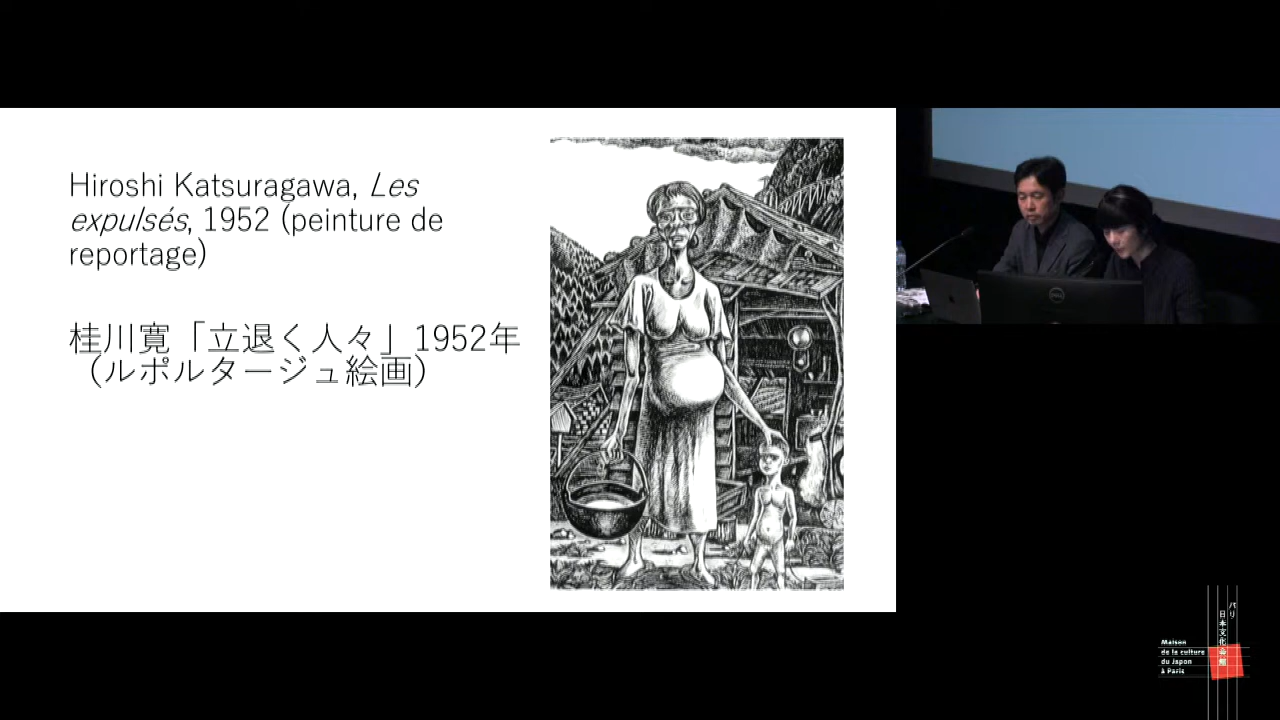 Hiroshi Katsuragawa, Les
expulsés, 1952 (peinture de
reportage)
桂川寛「立退く人々」1952年
（ルポルタージュ絵画）
DELL
パリ
日本文化会館
Maison
de la culture
du Japon
à Paris